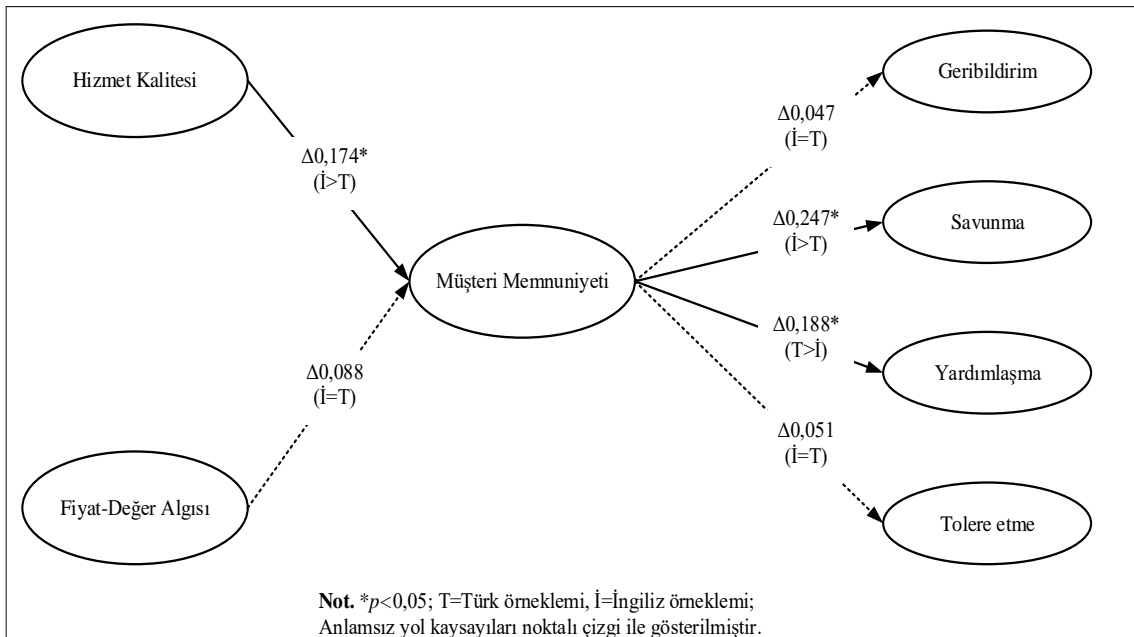 Hizmet Kalitesi
Geribildirim
Δ0,047
(İ=T)
Δ0,174*
(İ>T)
Δ0,247*
(İ>T)
Savunma
Müşteri Memnuniyeti
Δ0,188*
(T>İ)
Δ0,088
(İ=T)
Yardımlaşma
Δ0,051
(İ=T)
Fiyat-Değer Algısı
Tolere etme
Not. *p<0,05; T=Türk örneklemi, İ=İngiliz örneklemi;
Anlamsız yol kaysayıları noktalı çizgi ile gösterilmiştir.